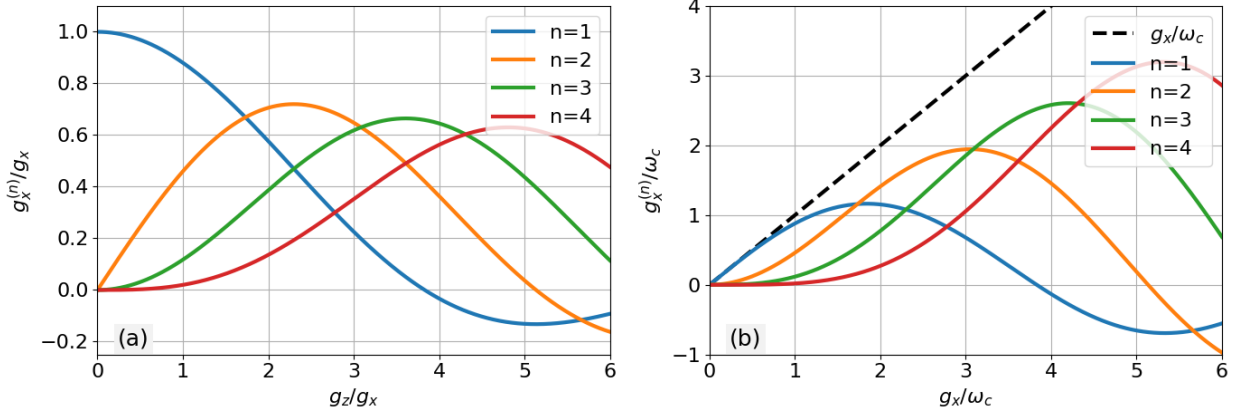 1.0
0.8
0.6
0.4
0.2
0.0
−0.2
g_x^{(n)}/g_x
n=1
n=2
n=3
n=4
(a)
0 1 2 3 4 5 6
g_z/g_x
4
3
2
1
0
−1
g_x^{(n)}/ω_c
g_x/ω_c
n=1
n=2
n=3
n=4
(b)
0 1 2 3 4 5 6
g_x/ω_c